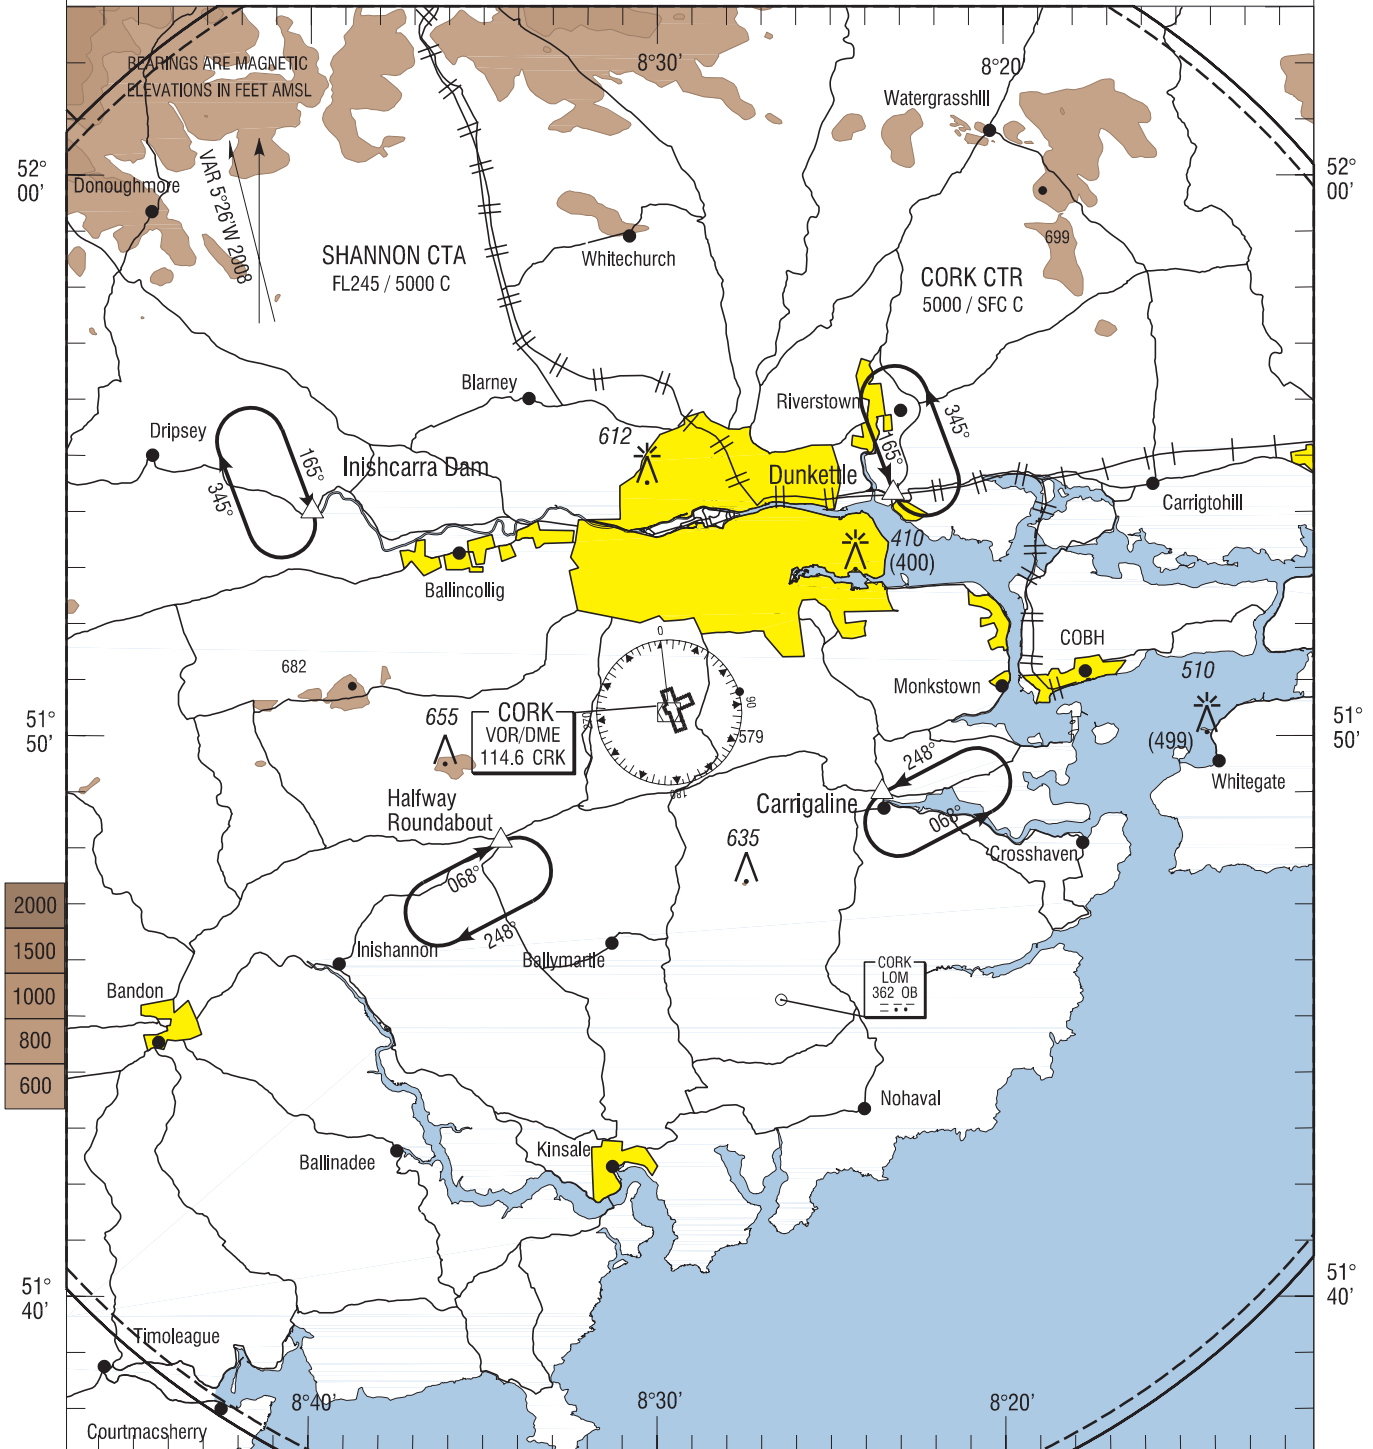 8°30'
8°20'
BEARINGS ARE MAGNETIC
ELEVATIONS IN FEET AMSL
Watergrasshill
52°
00'
52°
00'
VAR 5°26'W 2008
Donoughmore
699
SHANNON CTA
FL245 / 5000 C
Whitechurch
CORK CTR
5000 / SFC C
Blarney
Riverstown
345°
165°
Dripsey
612
165°
345°
Inishcarra Dam
Dunkettle
Carrigtohill
410
(400)
Ballincollig
0
COBH
682
510
Monkstown
655
CORK
VOR/DME
114.6 CRK
90
270
180
579
(499)
51°
50'
51°
50'
248°
068°
Whitegate
Halfway
Roundabout
Carrigaline
635
Crosshaven
068°
248°
2000
1500
1000
800
600
Inishannon
Ballymartle
CORK
LOM
362 OB
Bandon
Nohaval
Kinsale
Ballinadee
51°
40'
51°
40'
Timoleague
8°40'
8°30'
8°20'
Courtmacsherry